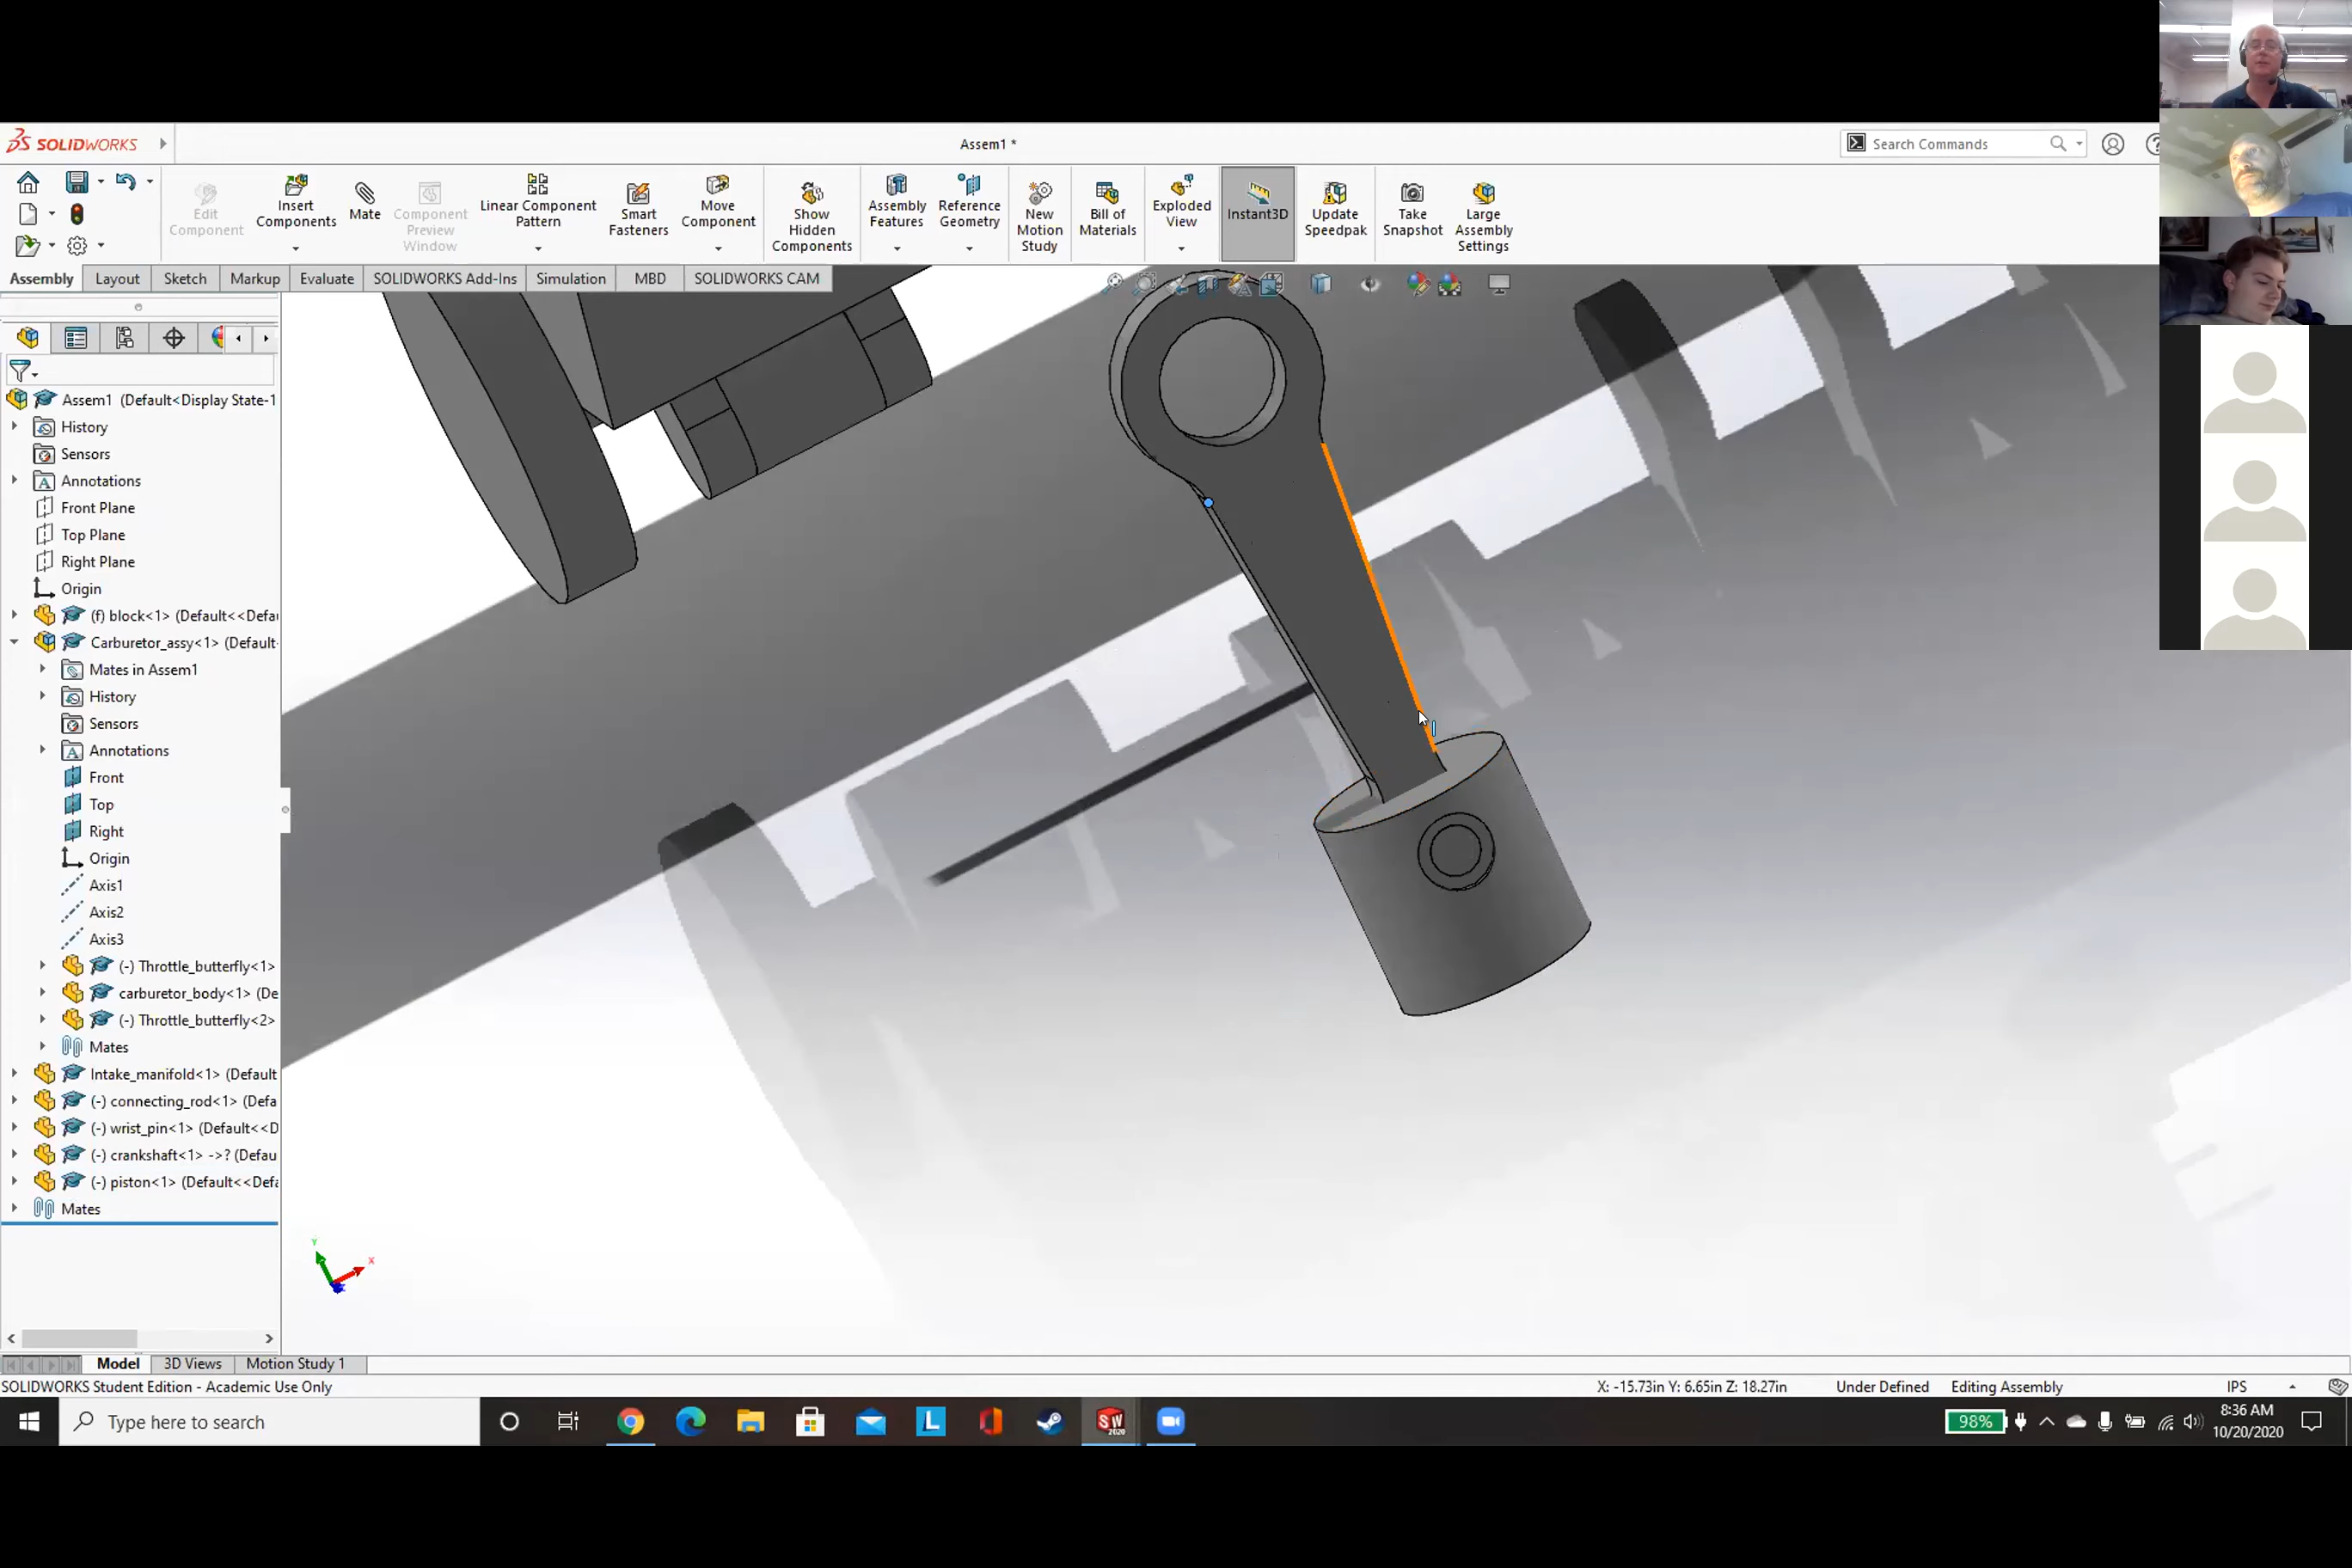 SOLIDWORKS
Assem1 *
Search Commands
Edit
Component
Insert
Components
Mate
Component
Preview
Window
Linear Component
Pattern
Smart
Fasteners
Move
Component
Show
Hidden
Components
Assembly
Features
Reference
Geometry
New
Motion
Study
Bill of
Materials
Exploded
View
Instant3D
Update
Speedpak
Take
Snapshot
Large
Assembly
Settings
Assembly
Layout
Sketch
Markup
Evaluate
SOLIDWORKS Add-Ins
Simulation
MBD
SOLIDWORKS CAM
Assem1 (Default<Display State-1
History
Sensors
Annotations
Front Plane
Top Plane
Right Plane
Origin
(f) block<1> (Default<<Defa
Carburetor_assy<1> (Default
Mates in Assem1
History
Sensors
Annotations
Front
Top
Right
Origin
Axis1
Axis2
Axis3
(-) Throttle_butterfly<1>
carburetor_body<1> (De
(-) Throttle_butterfly<2>
Mates
Intake_manifold<1> (Default
(-) connecting_rod<1> (Defa
(-) wrist_pin<1> (Default<<D
(-) crankshaft<1> ->? (Defau
(-) piston<1> (Default<<Defa
Mates
Y
X
Model
3D Views
Motion Study 1
SOLIDWORKS Student Edition - Academic Use Only
X: -15.73in Y: 6.65in Z: 18.27in
Under Defined
Editing Assembly
IPS
Type here to search
L
SW
2020
98%
8:36 AM
10/20/2020